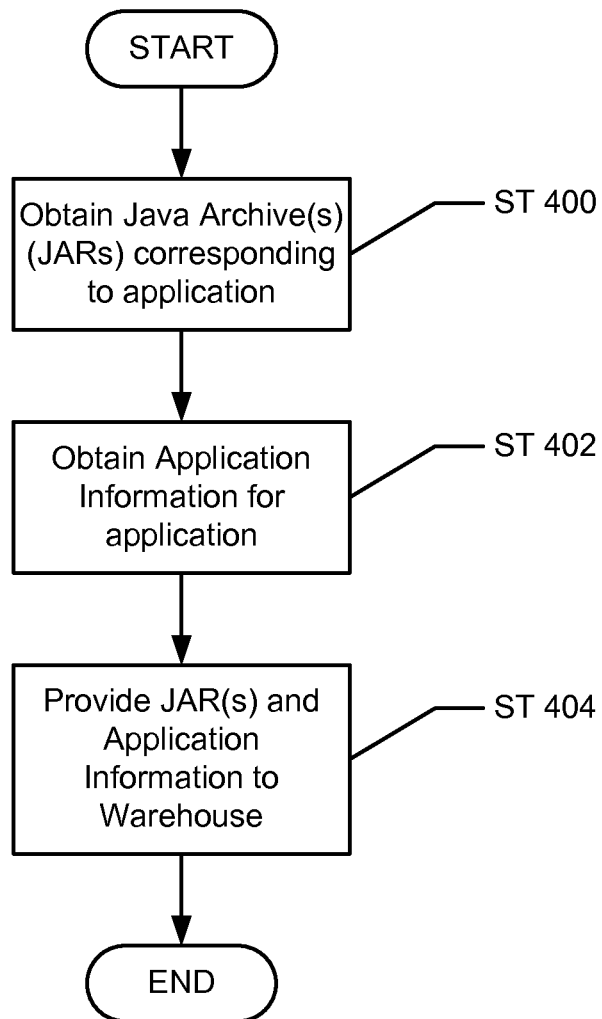 START
Obtain Java Archive(s)
(JARs) corresponding
to application
ST 400
Obtain Application
Information for
application
ST 402
Provide JAR(s) and
Application
Information to
Warehouse
ST 404
END